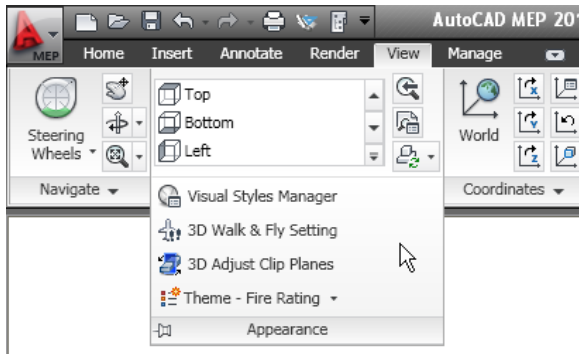 AutoCAD MEP 201
MEP
Home Insert Annotate Render View Manage
Top
Bottom
Left
Steering
Wheels
World
X
Y
Z
Navigate
Coordinates
Visual Styles Manager
3D Walk & Fly Setting
3D Adjust Clip Planes
Theme - Fire Rating
Appearance